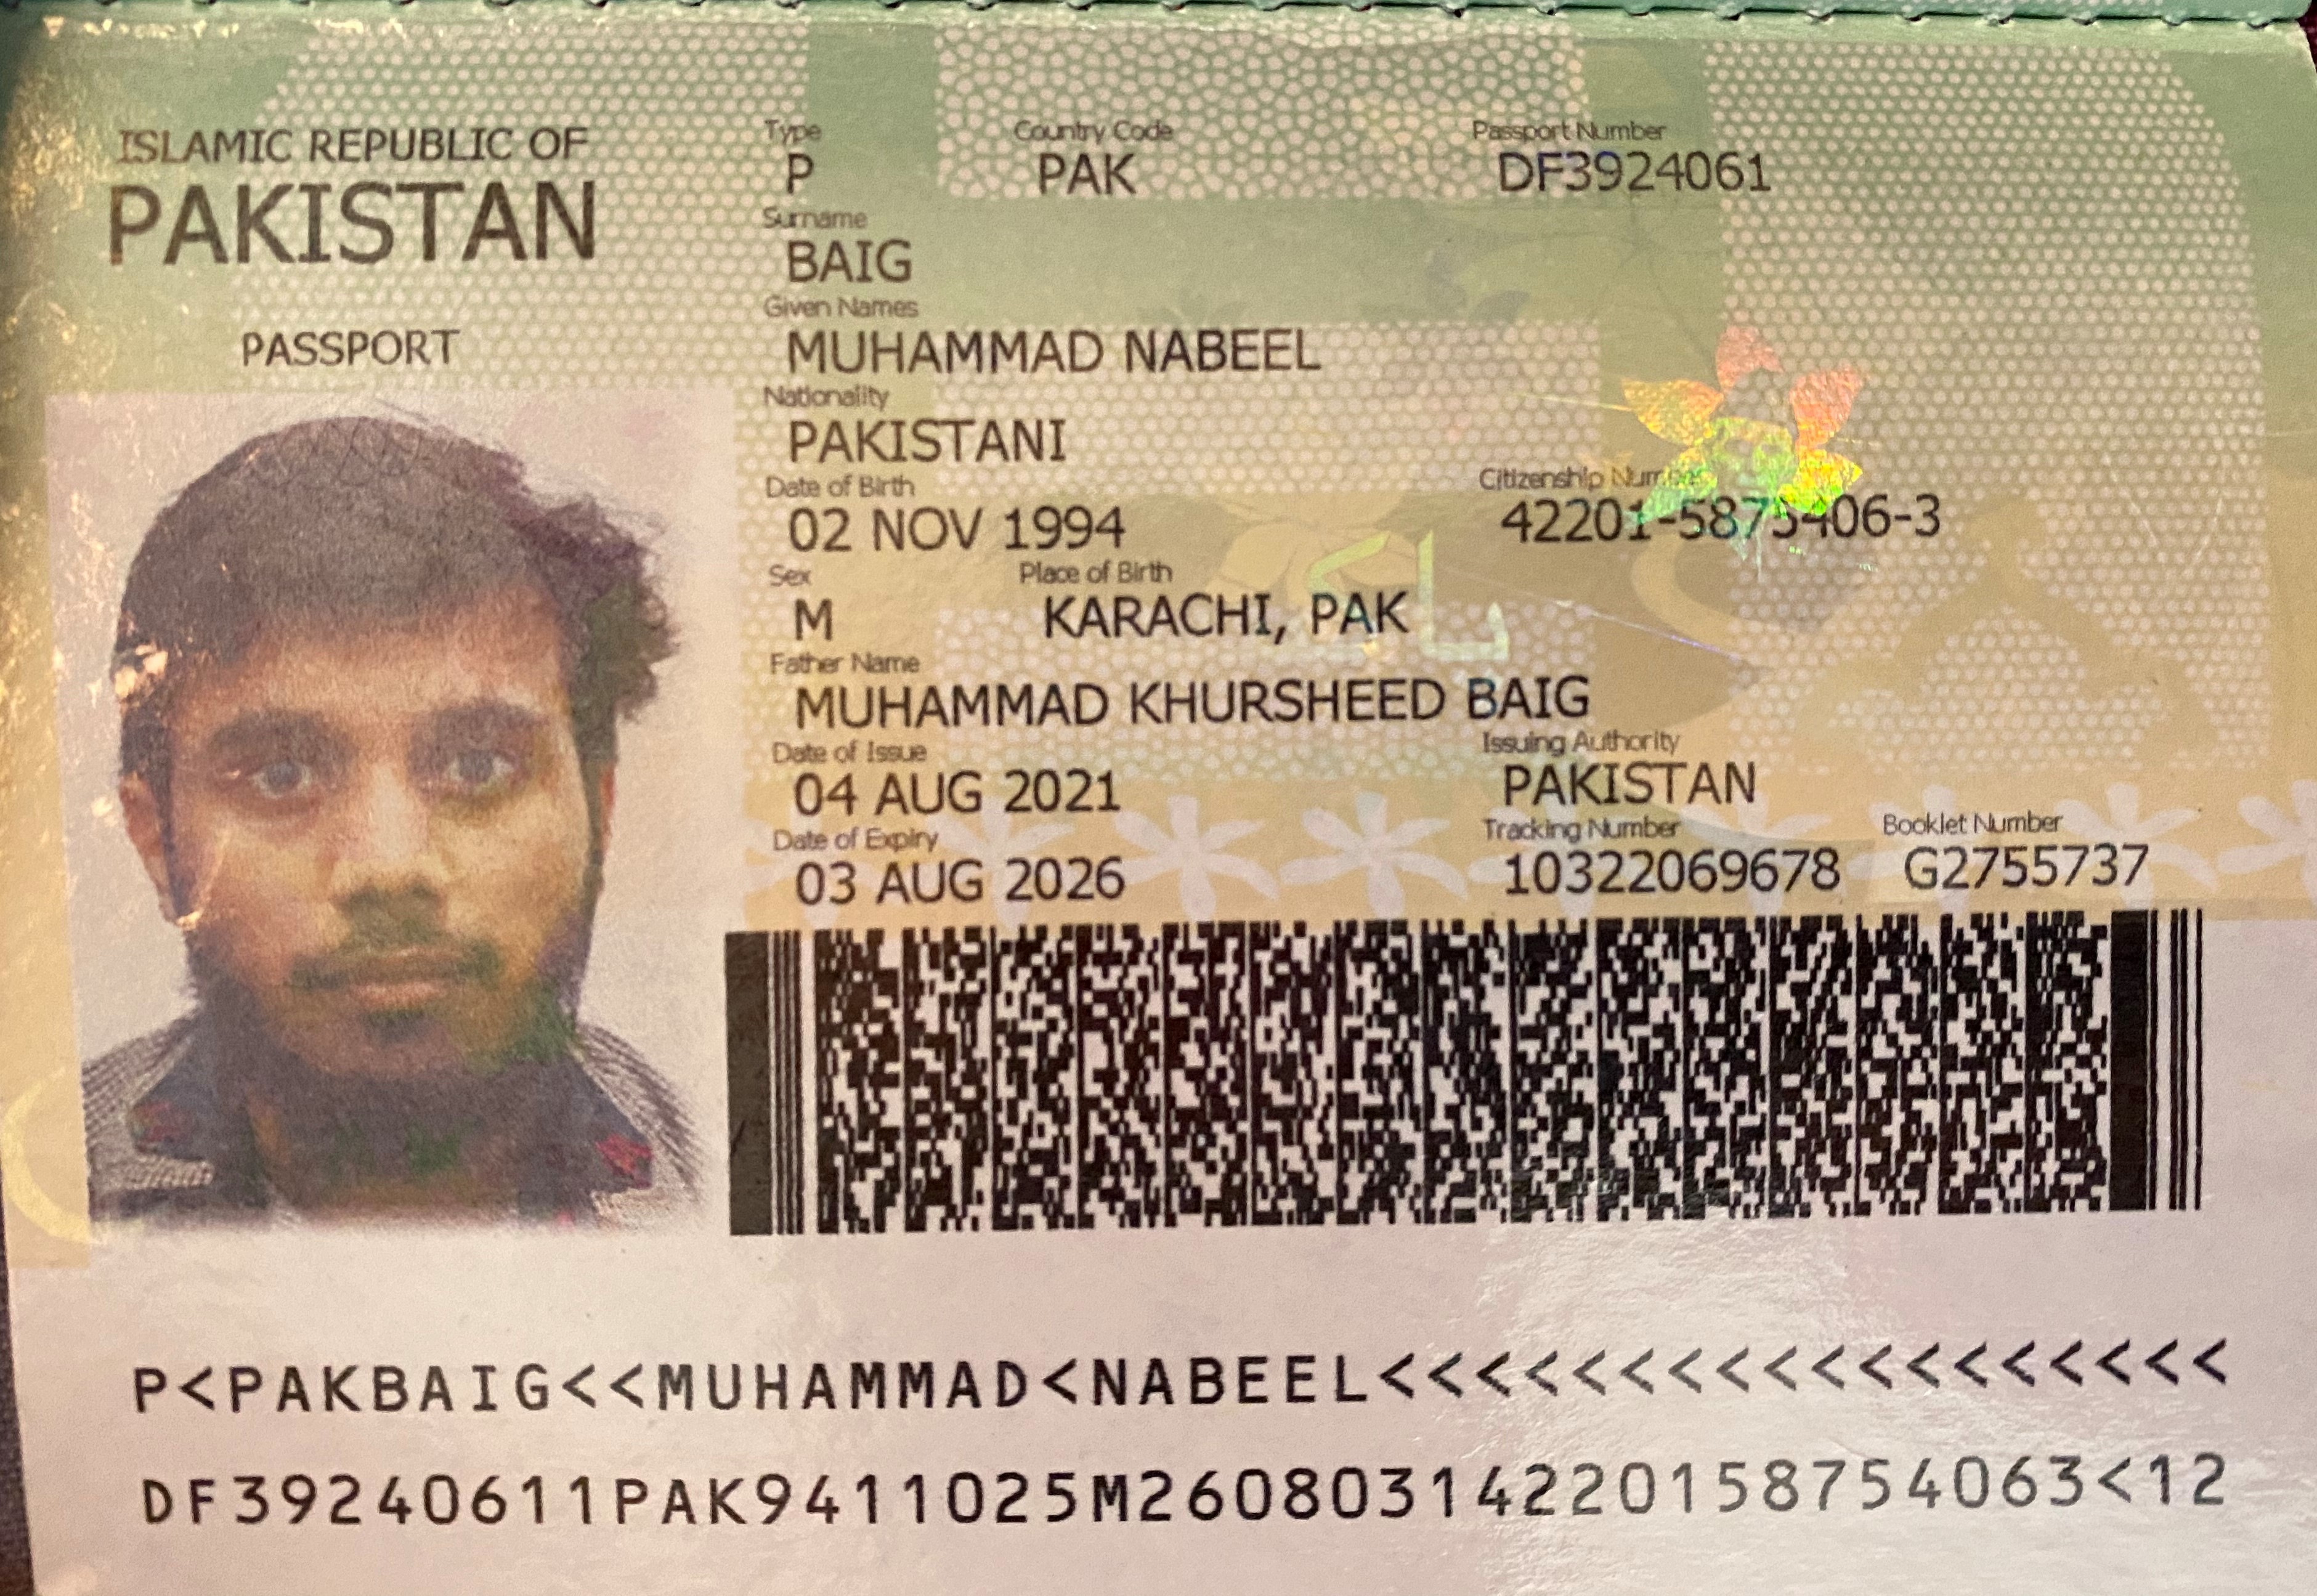 ISLAMIC REPUBLIC OF
PAKISTAN
PASSPORT
Type Country Code Passport Number
P PAK DF3924061
Surname
BAIG
Given Names
MUHAMMAD NABEEL
Nationality
PAKISTANI
Date of Birth Citizenship Number
02 NOV 1994 42201-5875406-3
Sex Place of Birth
M KARACHI, PAK
Father Name
MUHAMMAD KHURSHEED BAIG
Date of Issue Issuing Authority
04 AUG 2021 PAKISTAN
Date of Expiry Tracking Number Booklet Number
03 AUG 2026 10322069678 G2755737
P<PAKBAIG<<MUHAMMAD<NABEEL<<<<<<<<<<<<<<<<<<
DF39240611PAK9411025M2608031422015875​4063<12